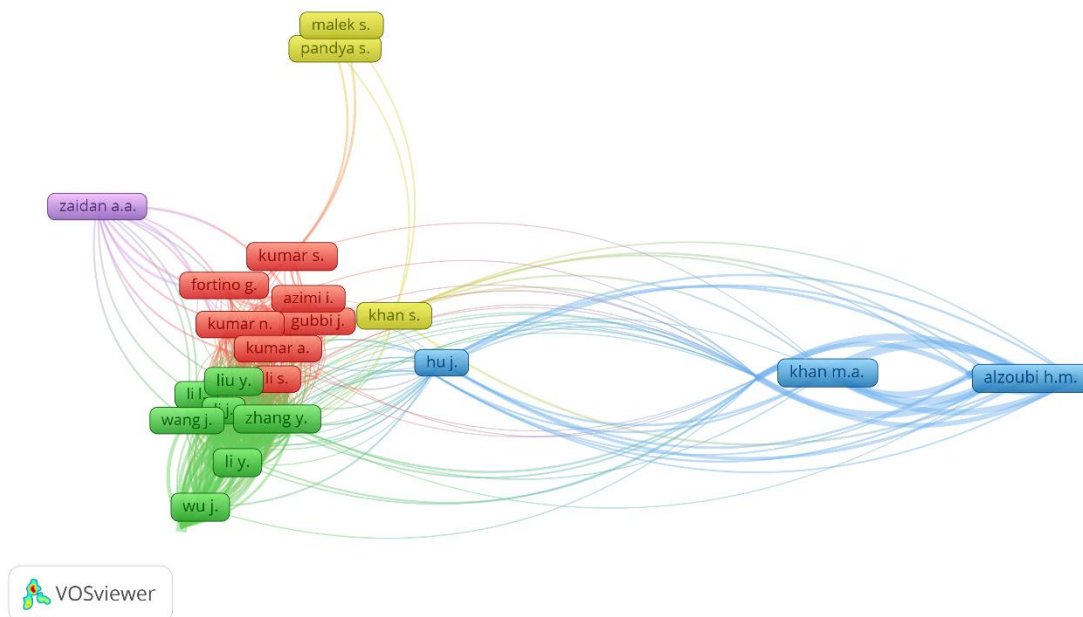 malek s.
pandya s.
zaidan a.a.
kumar s.
fortino g.
azimi i.
kumar n.
gubbi j.
khan s.
kumar a.
hu j.
khan m.a.
alzoubi h.m.
li s.
liu y.
li
wang j.
zhang y.
li y.
wu j.
VOSviewer